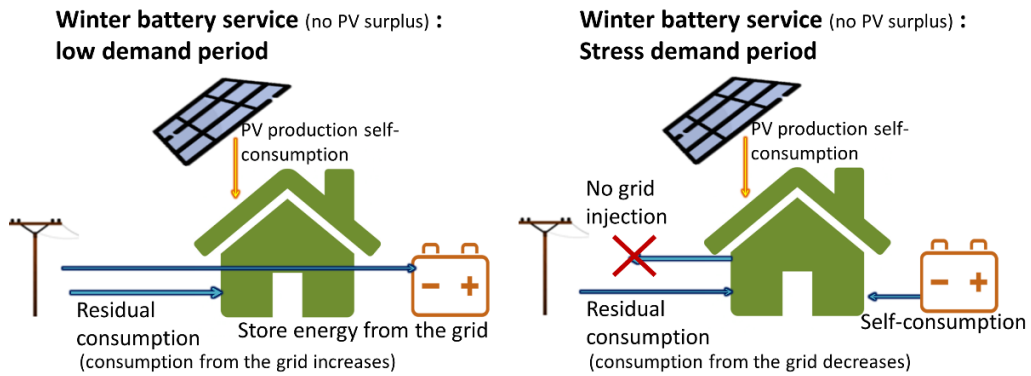 Winter battery service (no PV surplus) :
low demand period
PV production self-
consumption
Residual
consumption
Store energy from the grid
(consumption from the grid increases)
Winter battery service (no PV surplus) :
Stress demand period
PV production self-
consumption
No grid
injection
Residual
consumption
Self-consumption
(consumption from the grid decreases)